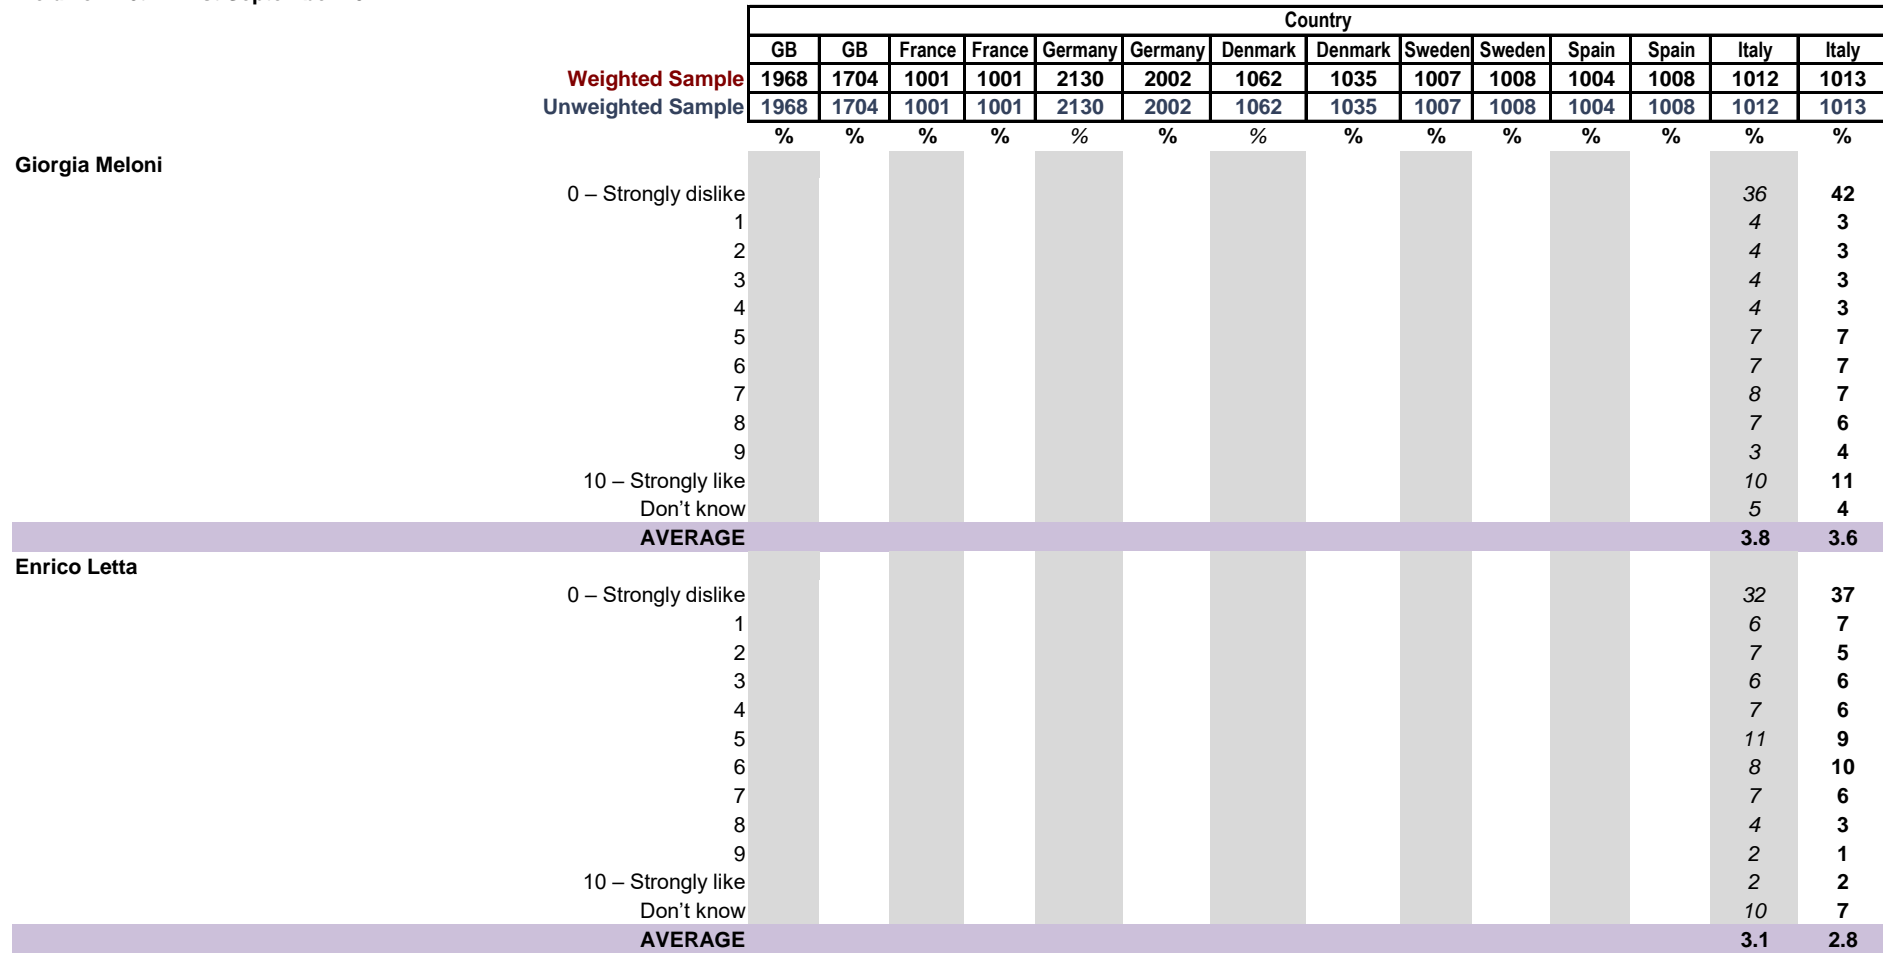 Country
GB GB France France Germany Germany Denmark Denmark Sweden Sweden Spain Spain Italy Italy
Weighted Sample 1968 1704 1001 1001 2130 2002 1062 1035 1007 1008 1004 1008 1012 1013
Unweighted Sample 1968 1704 1001 1001 2130 2002 1062 1035 1007 1008 1004 1008 1012 1013
% % % % % % % % % % % % % %
Giorgia Meloni
0 – Strongly dislike 36 42
1 4 3
2 4 3
3 4 3
4 4 3
5 7 7
6 7 7
7 8 7
8 7 6
9 3 4
10 – Strongly like 10 11
Don’t know 5 4
AVERAGE 3.8 3.6
Enrico Letta
0 – Strongly dislike 32 37
1 6 7
2 7 5
3 6 6
4 7 6
5 11 9
6 8 10
7 7 6
8 4 3
9 2 1
10 – Strongly like 2 2
Don’t know 10 7
AVERAGE 3.1 2.8